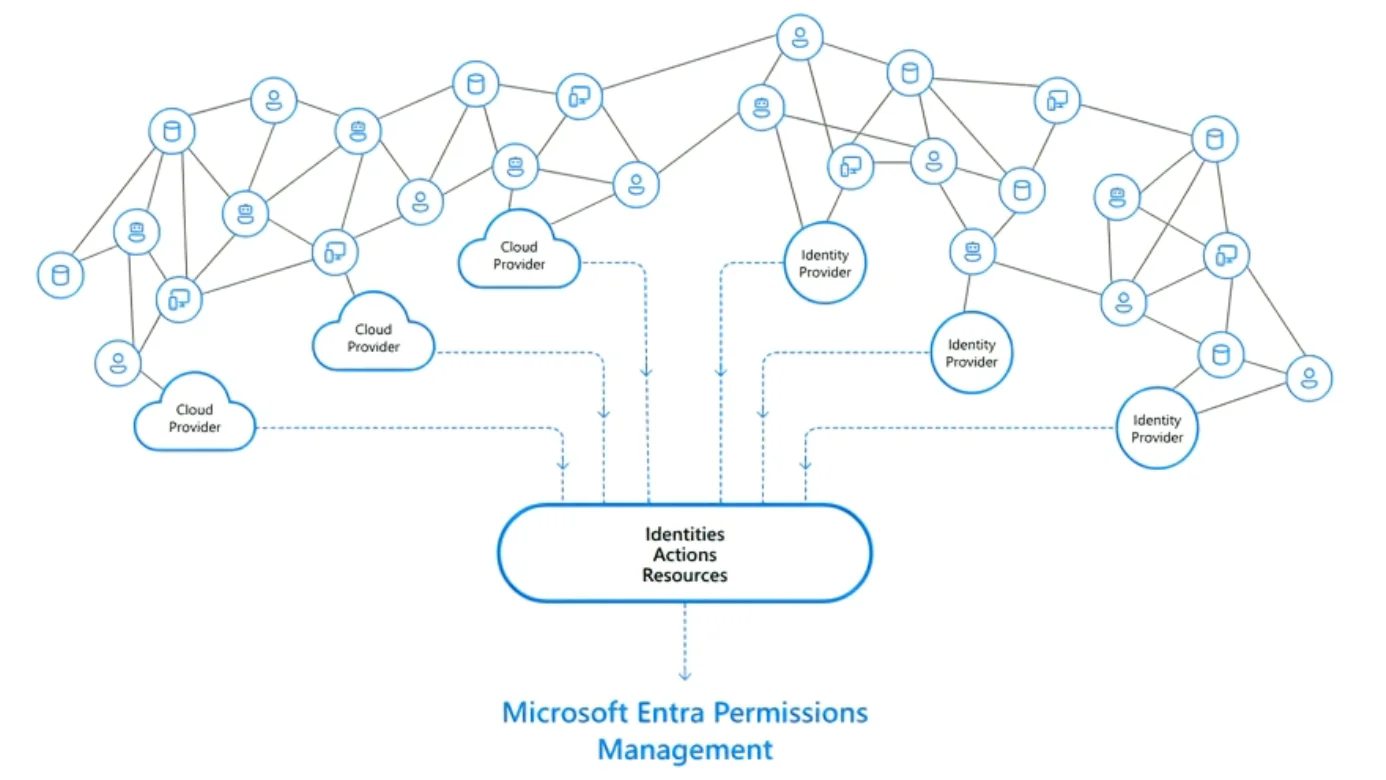 Cloud
Provider
Identity
Provider
Cloud
Provider
Identity
Provider
Cloud
Provider
Identity
Provider
Identities
Actions
Resources
Microsoft Entra Permissions
Management